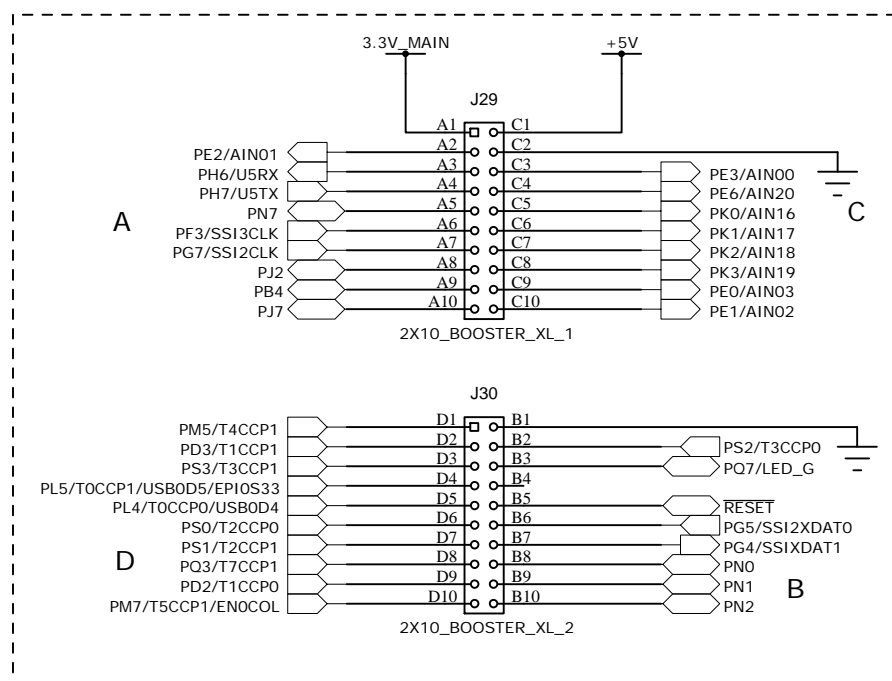 3.3V_MAIN +5V
J29
A1 C1
A2 C2
PE2/AIN01
A3 C3
PH6/U5RX PE3/AIN00
A4 C4
PH7/U5TX PE6/AIN20
A5 C5
PN7 PK0/AIN16
A A6 C6 C
PF3/SSI3CLK PK1/AIN17
A7 C7
PG7/SSI2CLK PK2/AIN18
A8 C8
PJ2 PK3/AIN19
A9 C9
PB4 PE0/AIN03
A10 C10
PJ7 PE1/AIN02
2X10_BOOSTER_XL_1
J30
D1 B1
PM5/T4CCP1
D2 B2
PD3/T1CCP1 PS2/T3CCP0
D3 B3
PS3/T3CCP1 PQ7/LED_G
D4 B4
PL5/T0CCP1/USB0D5/EPI0S33
D5 B5
PL4/T0CCP0/USB0D4 RESET
D6 B6
PS0/T2CCP0 PG5/SSI2XDAT0
D7 B7
PS1/T2CCP1 PG4/SSIXDAT1
D D8 B8
PQ3/T7CCP1 PN0
D9 B9 B
PD2/T1CCP0 PN1
D10 B10
PM7/T5CCP1/EN0COL PN2
2X10_BOOSTER_XL_2